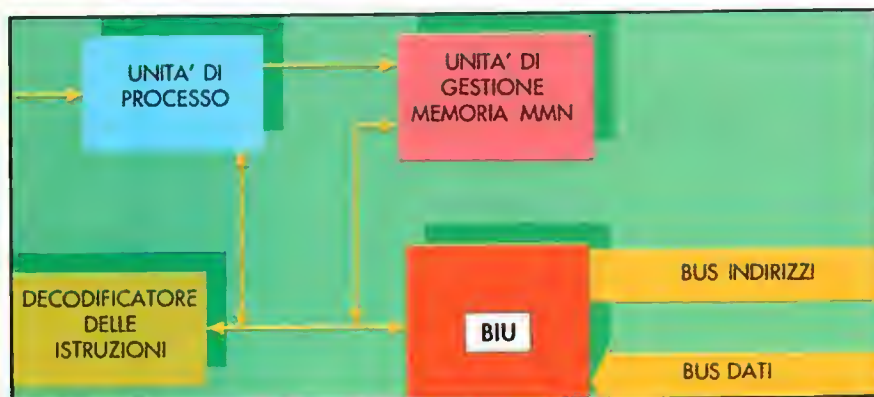 UNITA' DI
PROCESSO
UNITA' DI
GESTIONE
MEMORIA MMN
DECODIFICATORE
DELLE
ISTRUZIONI
BIU
BUS INDIRIZZI
BUS DATI